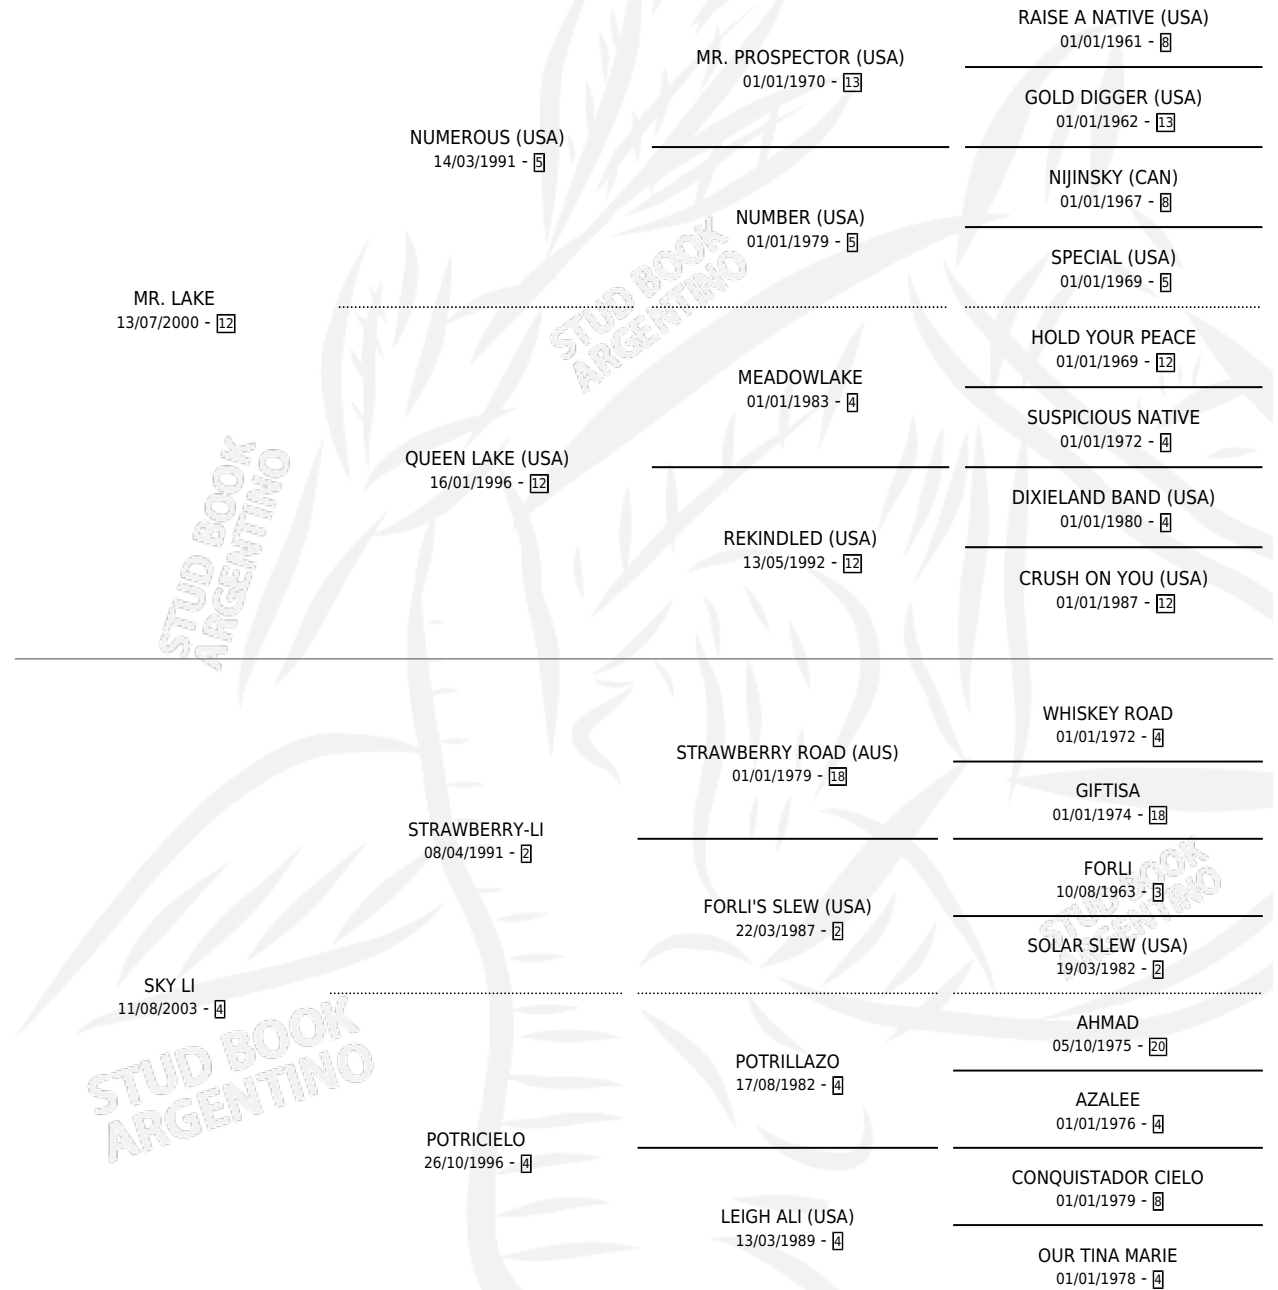 RAISE A NATIVE (USA)
01/01/1961 - 8
MR. PROSPECTOR (USA)
01/01/1970 - 13
GOLD DIGGER (USA)
01/01/1962 - 13
NUMEROUS (USA)
14/03/1991 - 5
NIJINSKY (CAN)
01/01/1967 - 8
NUMBER (USA)
01/01/1979 - 5
SPECIAL (USA)
01/01/1969 - 5
STUD BOOK
ARGENTINO
MR. LAKE
13/07/2000 - 12
HOLD YOUR PEACE
01/01/1969 - 12
MEADOWLAKE
01/01/1983 - 4
SUSPICIOUS NATIVE
01/01/1972 - 4
QUEEN LAKE (USA)
16/01/1996 - 12
DIXIELAND BAND (USA)
01/01/1980 - 4
REKINDLED (USA)
13/05/1992 - 12
CRUSH ON YOU (USA)
01/01/1987 - 12
STUD BOOK
ARGENTINO
WHISKEY ROAD
01/01/1972 - 4
STRAWBERRY ROAD (AUS)
01/01/1979 - 18
GIFTISA
01/01/1974 - 18
STRAWBERRY-LI
08/04/1991 - 2
FORLI
10/08/1963 - 3
FORLI'S SLEW (USA)
22/03/1987 - 2
SOLAR SLEW (USA)
19/03/1982 - 2
STUD BOOK
ARGENTINO
SKY LI
11/08/2003 - 4
AHMAD
05/10/1975 - 20
POTRILLAZO
17/08/1982 - 4
AZALEE
01/01/1976 - 4
STUD BOOK
ARGENTINO
POTRICIELO
26/10/1996 - 4
CONQUISTADOR CIELO
01/01/1979 - 8
LEIGH ALI (USA)
13/03/1989 - 4
OUR TINA MARIE
01/01/1978 - 4